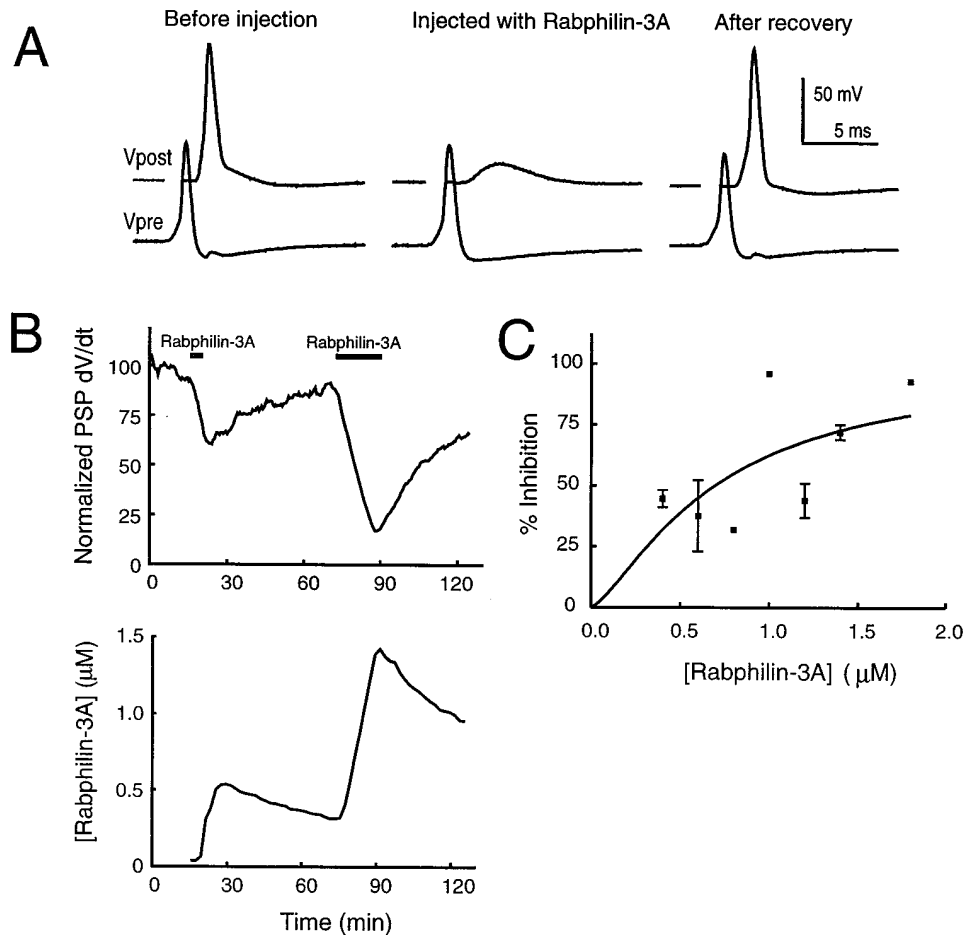 A
Before injection
Injected with Rabphilin-3A
After recovery
50 mV
5 ms
Vpost
Vpre
B
Normalized PSP dV/dt
Rabphilin-3A
Rabphilin-3A
100
75
50
25
0
0
30
60
90
120
[Rabphilin-3A] (μM)
1.5
1.0
0.5
0
0
30
60
90
120
Time (min)
C
% Inhibition
100
75
50
25
0
0.0
0.5
1.0
1.5
2.0
[Rabphilin-3A] ( μM)